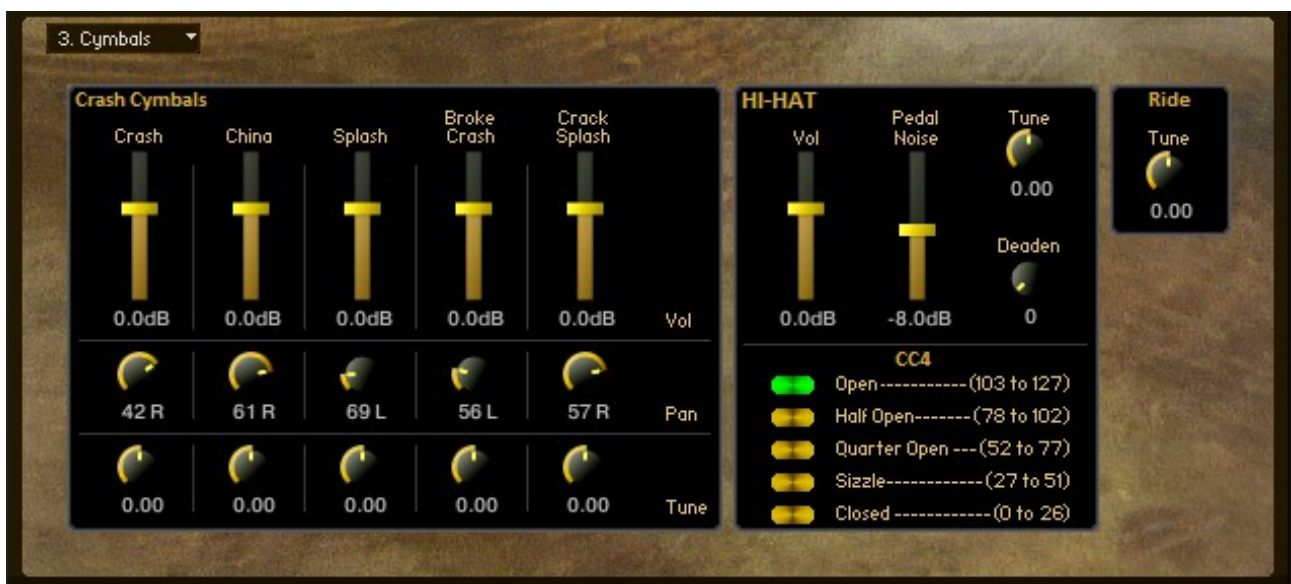 3. Cymbals
Crash Cymbals
Crash China Splash Broke Crash Crack Splash
0.0dB 0.0dB 0.0dB 0.0dB 0.0dB Vol
42 R 61 R 69 L 56 L 57 R Pan
0.00 0.00 0.00 0.00 0.00 Tune
HI-HAT
Vol Pedal Noise Tune
0.00
Deaden
0.0dB -8.0dB 0
CC4
Open-----------(103 to 127)
Half Open-------(78 to 102)
Quarter Open ---(52 to 77)
Sizzle------------(27 to 51)
Closed ------------(0 to 26)
Ride
Tune
0.00